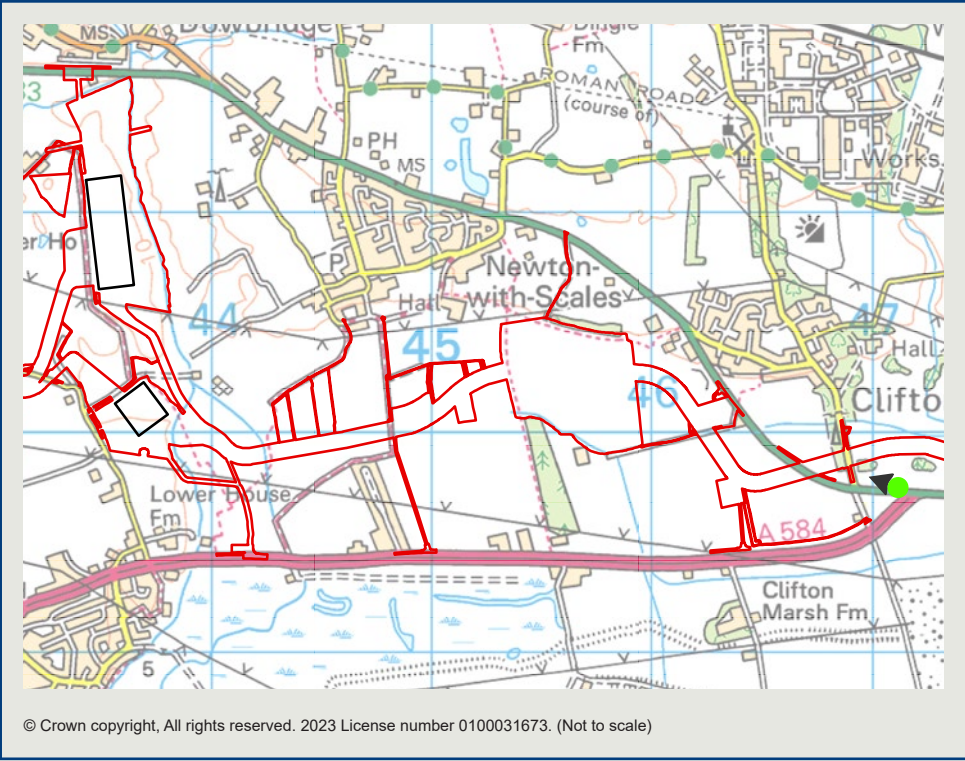 MS
Dowbridge
Dingle
Fm
ROMAN ROAD
(course of)
PH
MS
Works
Newton-
with-Scales
P
Hall
44
45
46
47
Hall
Clifto
Lower House
Fm
A 584
Clifton
Marsh Fm
5
© Crown copyright, All rights reserved. 2023 License number 0100031673. (Not to scale)